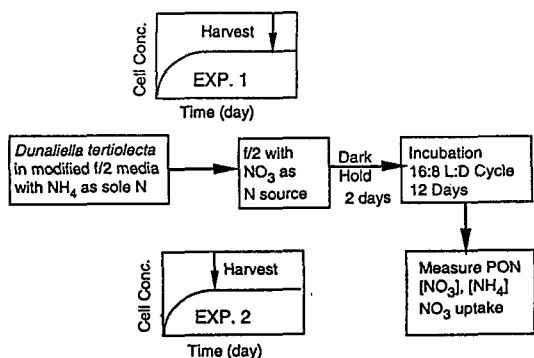 Cell Conc.
Harvest
EXP. 1
Time (day)
Dunaliella tertiolecta
in modified f/2 media
with NH4 as sole N
f/2 with
NO3 as
N source
Dark
Hold
2 days
Incubation
16:8 L:D Cycle
12 Days
Cell Conc.
Harvest
EXP. 2
Time (day)
Measure PON
[NO3], [NH4]
NO3 uptake